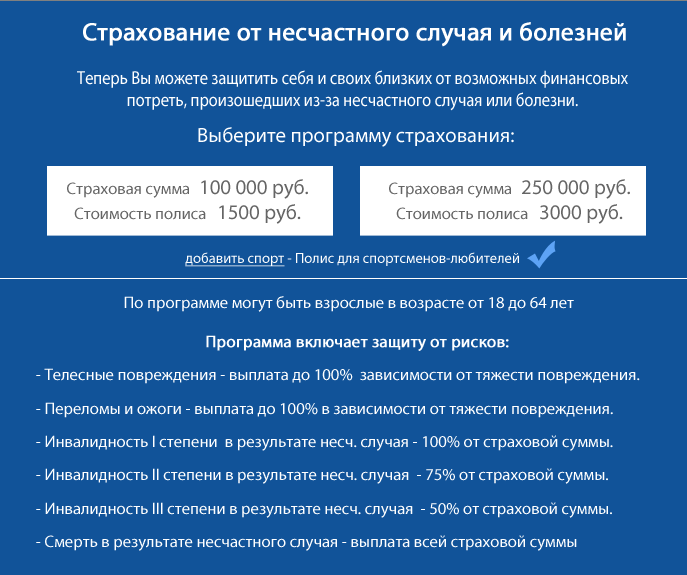 Страхование от несчастного случая и болезней
Теперь Вы можете защитить себя и своих близких от возможных финансовых
потреть, произошедших из-за несчастного случая или болезни.
Выберите программу страхования:
Страховая сумма 100 000 руб.
Стоимость полиса 1500 руб.
Страховая сумма 250 000 руб.
Стоимость полиса 3000 руб.
добавить спорт - Полис для спортсменов-любителей
По программе могут быть взрослые в возрасте от 18 до 64 лет
Программа включает защиту от рисков:
- Телесные повреждения - выплата до 100% зависимости от тяжести повреждения.
- Переломы и ожоги - выплата до 100% в зависимости от тяжести повреждения.
- Инвалидность I степени в результате несч. случая - 100% от страховой суммы.
- Инвалидность II степени в результате несч. случая - 75% от страховой суммы.
- Инвалидность III степени в результате несч. случая - 50% от страховой суммы.
- Смерть в результате несчастного случая - выплата всей страховой суммы